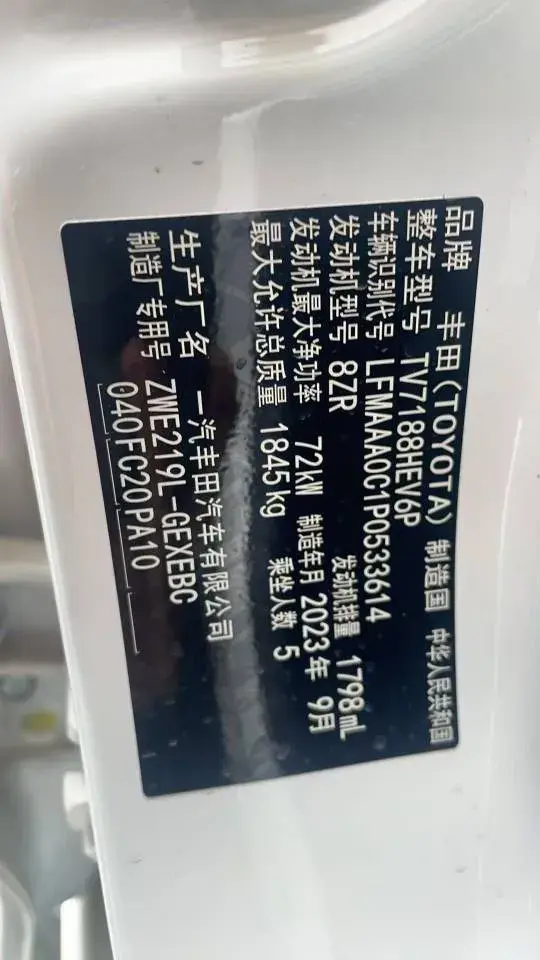 品牌 丰田(TOYOTA) 制造国 中华人民共和国
整车型号 TV7188HEV6P
车辆识别代号 LFMAAA0C1P0533614
发动机型号 8ZR 发动机排量 1798mL
发动机最大净功率 72kW 制造年月 2023年 9月
最大允许总质量 1845kg 乘坐人数 5
生产厂名 一汽丰田汽车有限公司
制造厂专用号 ZWE219L-GEXEBC
040FC20PA10